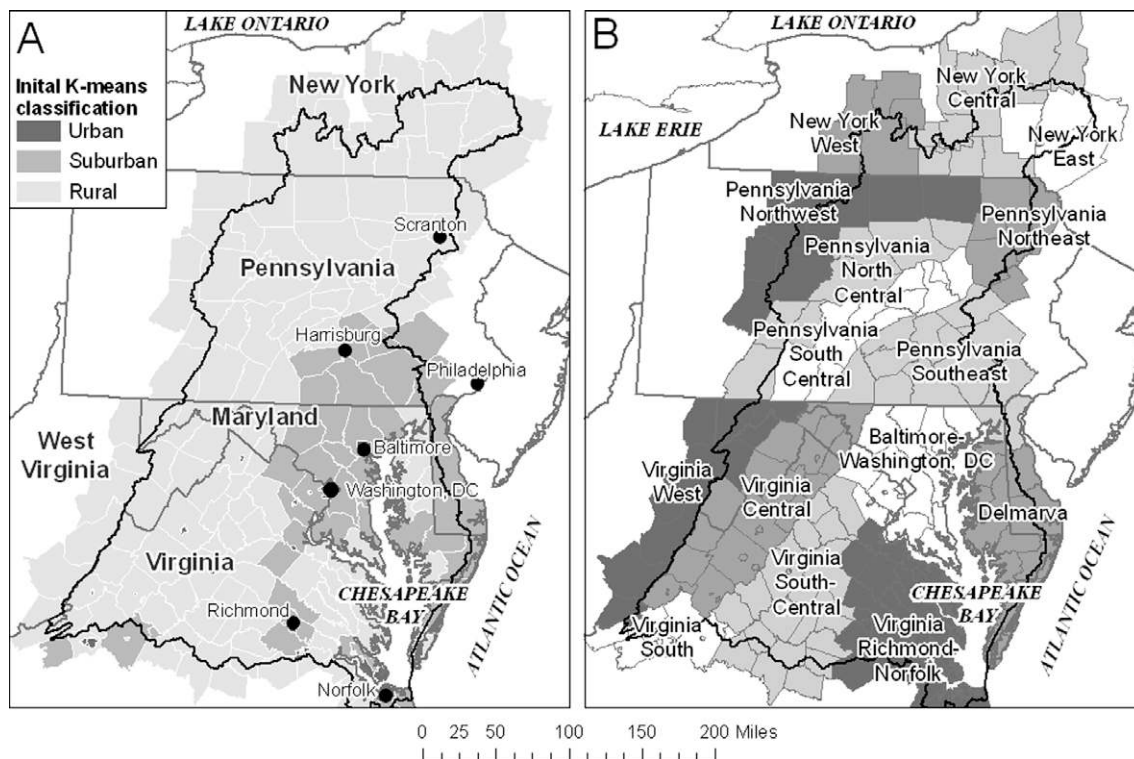 A
LAKE ONTARIO
Inital K-means
classification
Urban
Suburban
Rural
New York
Scranton
Pennsylvania
Harrisburg
Philadelphia
Maryland
West
Virginia
Baltimore
Washington, DC
Virginia
Richmond
CHESAPEAKE
BAY
ATLANTIC OCEAN
Norfolk
B
LAKE ONTARIO
New York
Central
LAKE ERIE
New York
West
New York
East
Pennsylvania
Northwest
Pennsylvania
Northeast
Pennsylvania
North
Central
Pennsylvania
South
Central
Pennsylvania
Southeast
Baltimore-
Washington, DC
Virginia
West
Virginia
Central
Delmarva
Virginia
South-
Central
CHESAPEAKE
BAY
ATLANTIC OCEAN
Virginia
South
Virginia
Richmond-
Norfolk
0 25 50 100 150 200 Miles